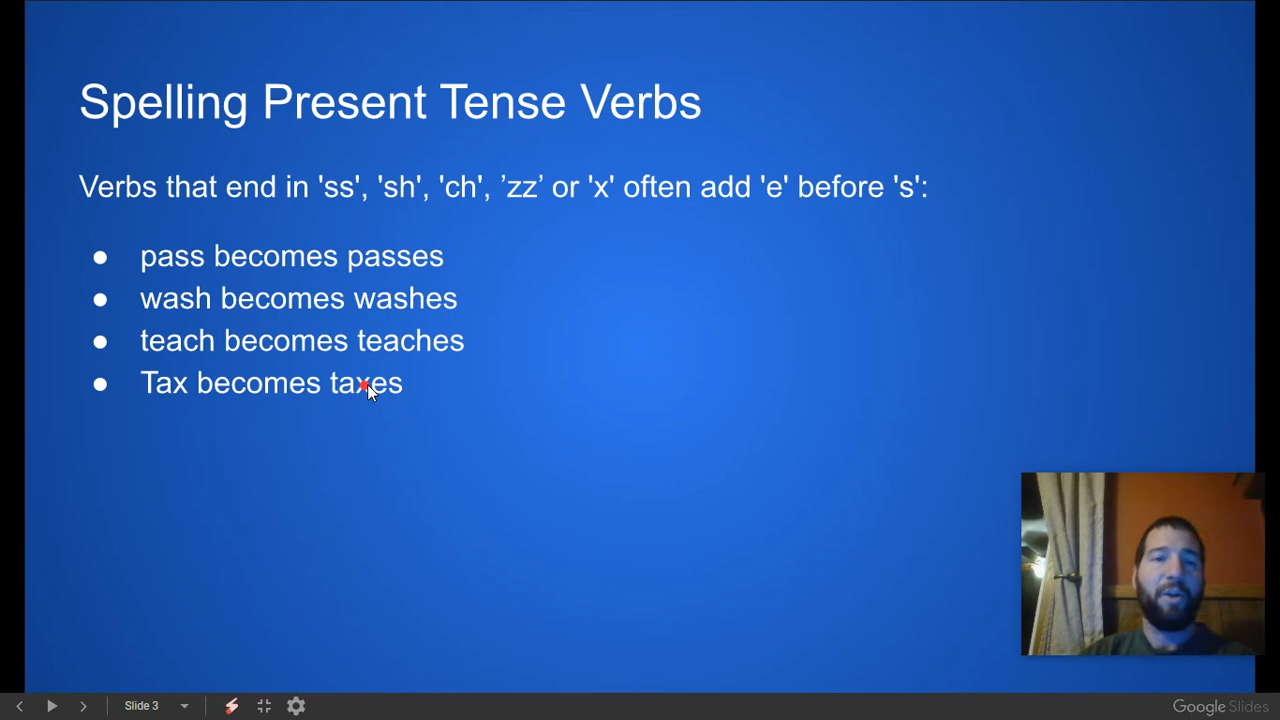 Spelling Present Tense Verbs
Verbs that end in 'ss', 'sh', 'ch', ’zz’ or 'x' often add 'e' before 's':
● pass becomes passes
● wash becomes washes
● teach becomes teaches
● Tax becomes taxes
Slide 3
Google Slides